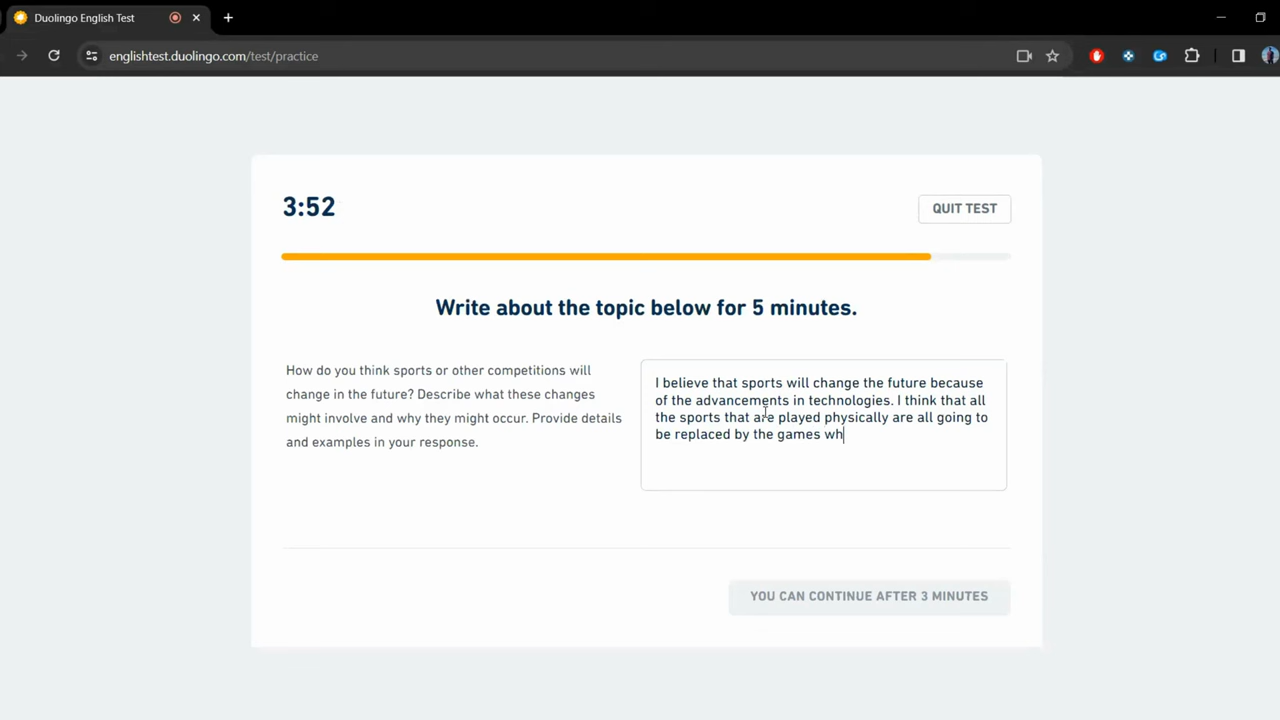 Duolingo English Test
englishtest.duolingo.com/test/practice
3:52
QUIT TEST
Write about the topic below for 5 minutes.
How do you think sports or other competitions will
change in the future? Describe what these changes
might involve and why they might occur. Provide details
and examples in your response.
I believe that sports will change the future because
of the advancements in technologies. I think that all
the sports that are played physically are all going to
be replaced by the games wh
YOU CAN CONTINUE AFTER 3 MINUTES